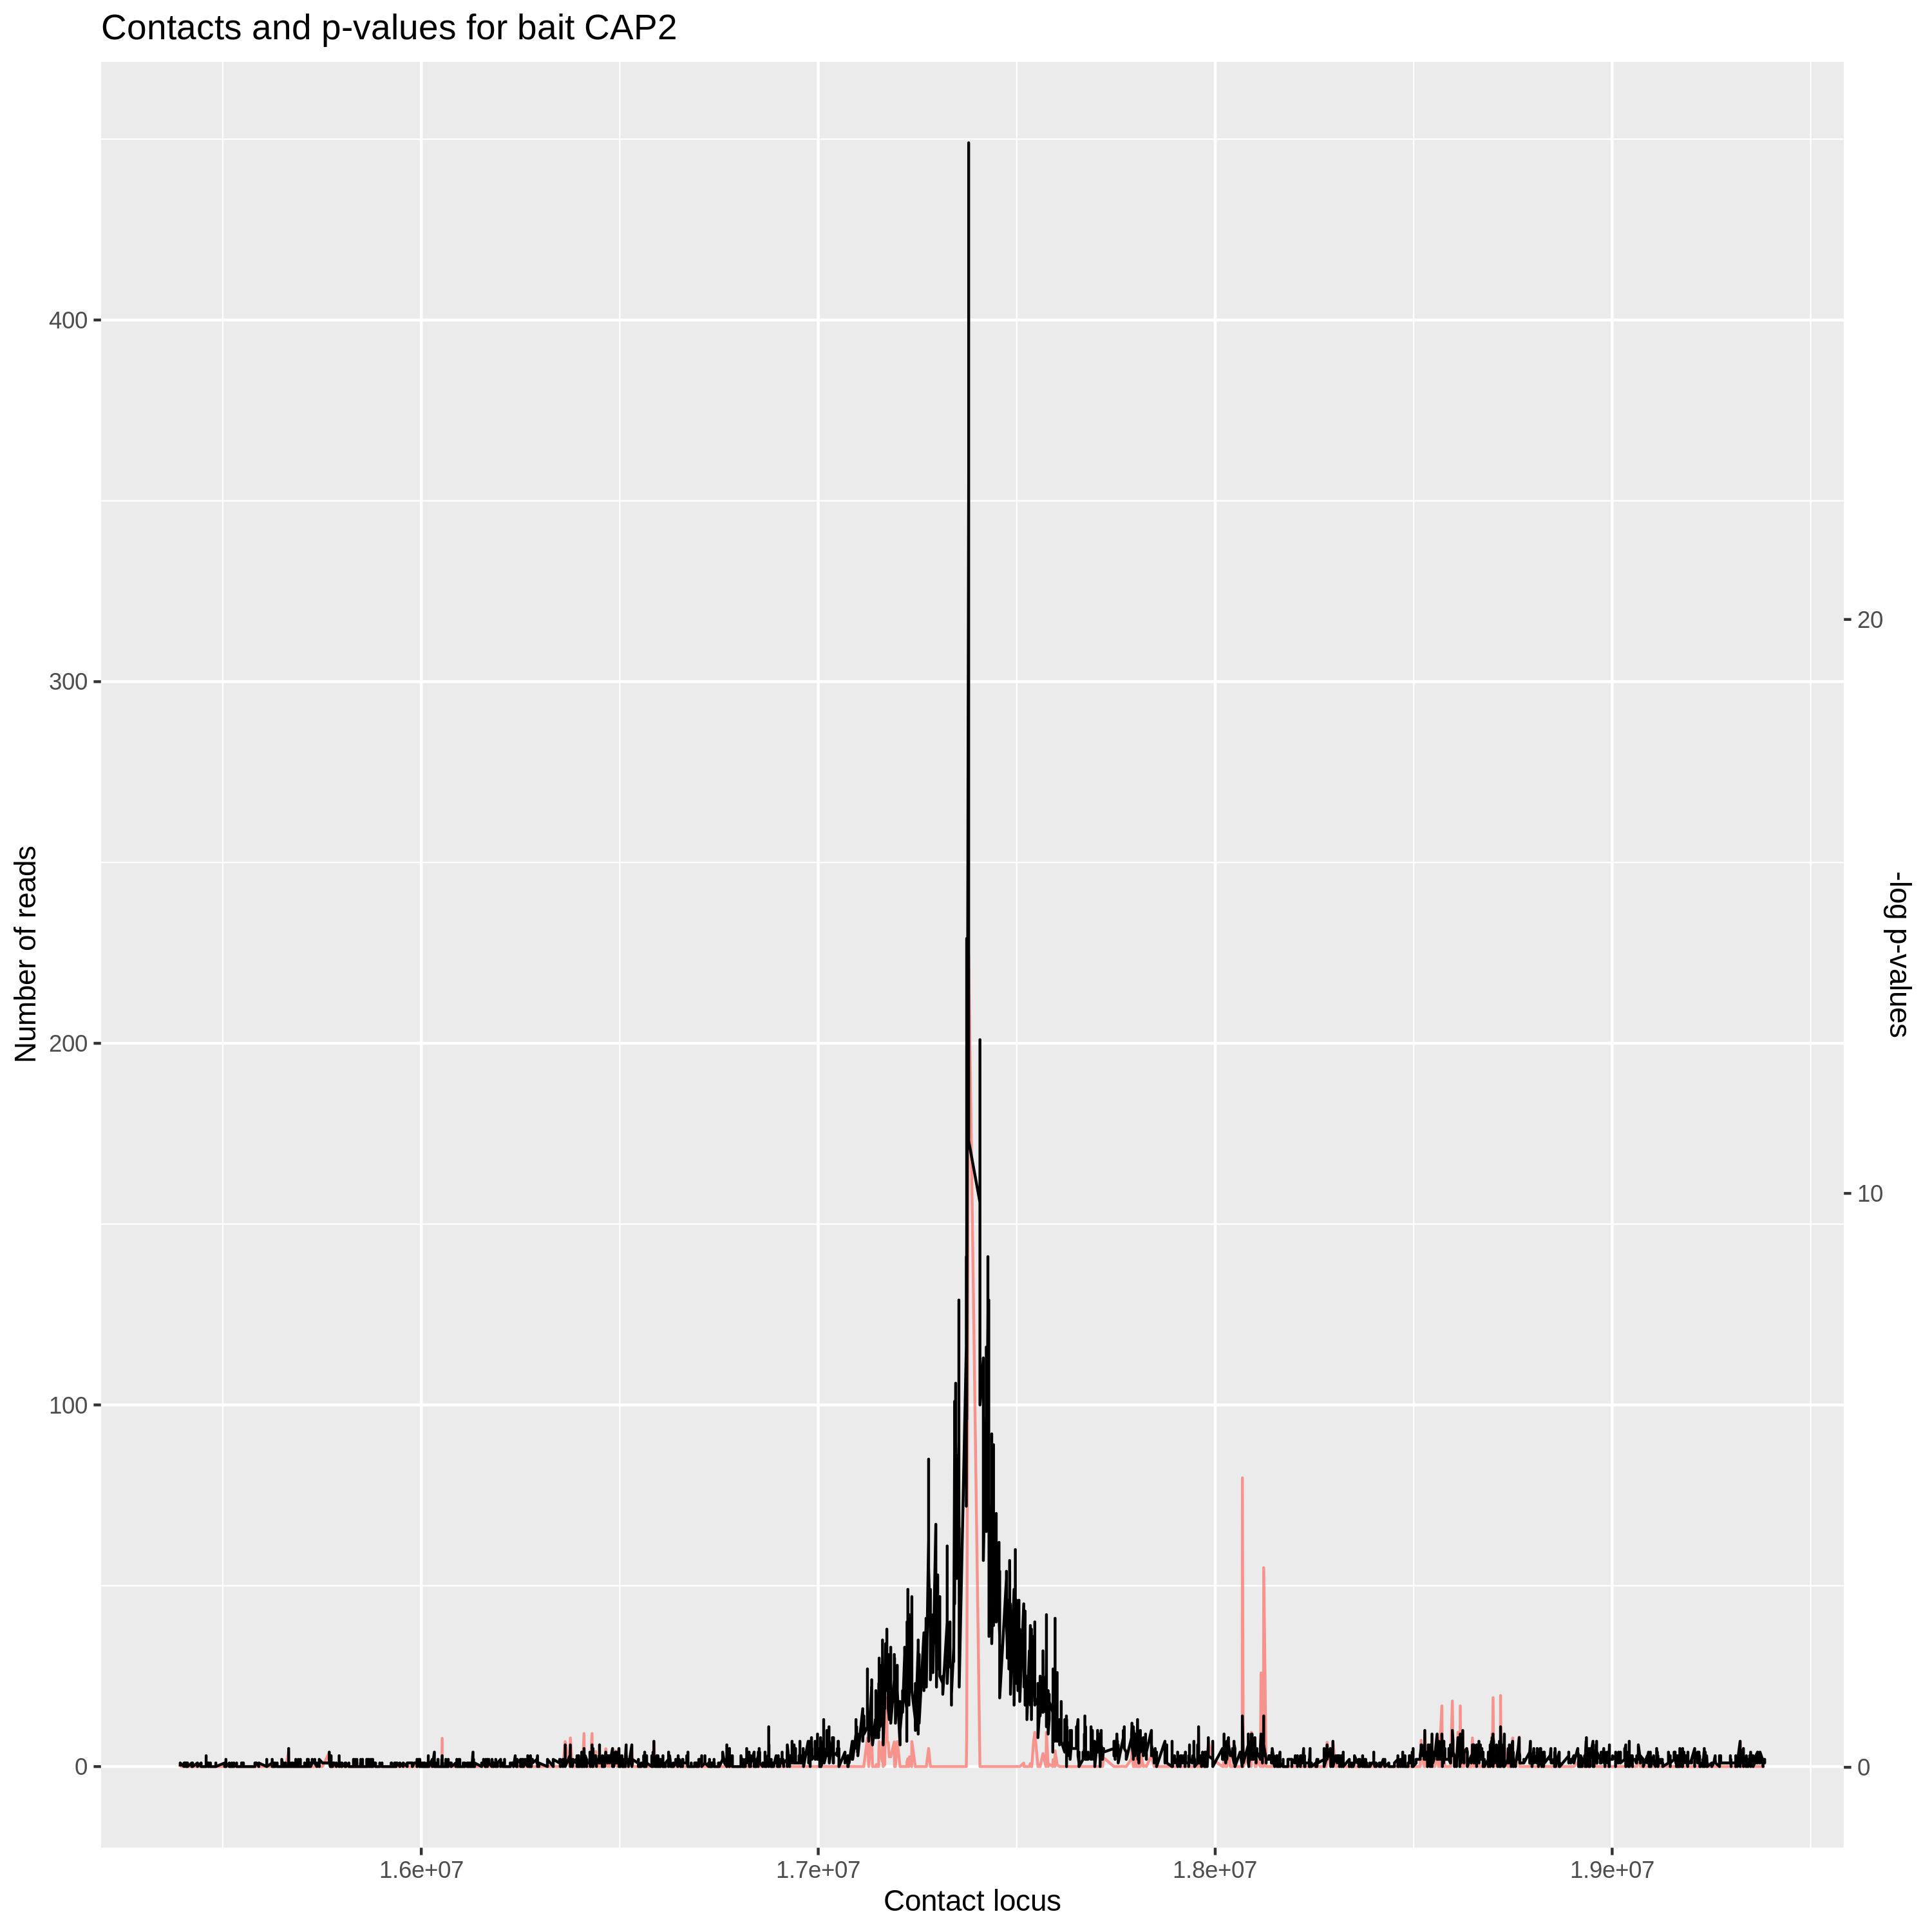 Contacts and p-values for bait CAP2
400
300
200
100
0
20
10
0
Number of reads
-log p-values
1.6e+07
1.7e+07
1.8e+07
1.9e+07
Contact locus